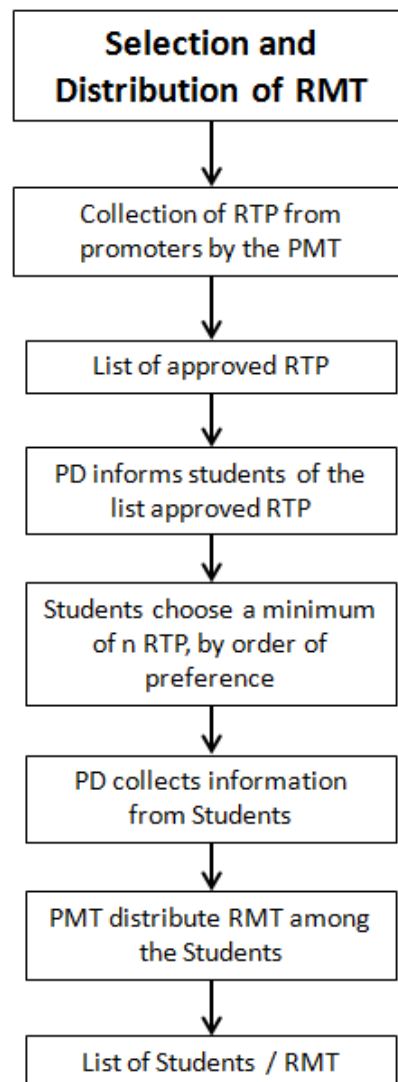 Selection and
Distribution of RMT
Collection of RTP from
promoters by the PMT
List of approved RTP
PD informs students of the
list approved RTP
Students choose a minimum
of n RTP, by order of
preference
PD collects information
from Students
PMT distribute RMT among
the Students
List of Students / RMT